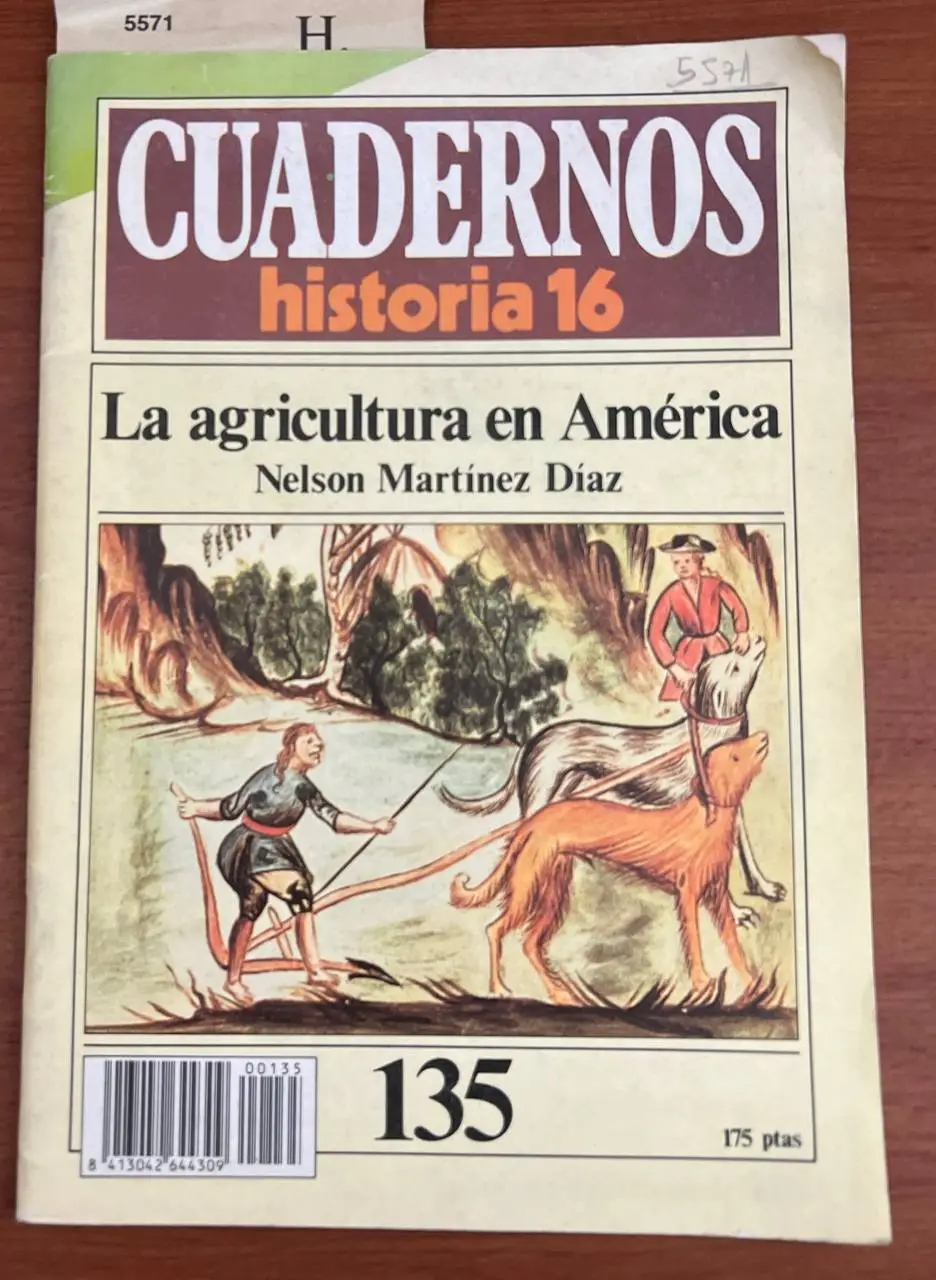 5571
H.
5571
CUADERNOS
historia 16
La agricultura en América
Nelson Martínez Díaz
00135
135
175 ptas
8 413042 644309